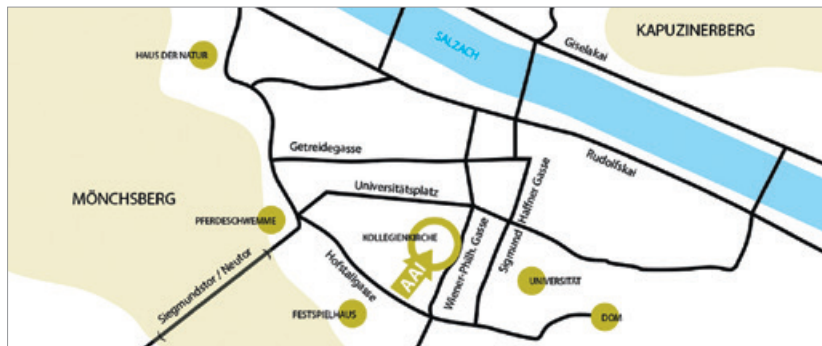 SALZACH
KAPUZINERBERG
Giselakai
HAUS DER NATUR
Getreidegasse
Rudolfskai
Universitätsplatz
Haffner Gasse
MÖNCHSBERG
PFERDESCHWEMME
KOLLEGIENKIRCHE
Wiener-Philh. Gasse
Sigmund
Hofstallgasse
AAI
UNIVERSITÄT
Siegmundstor / Neutor
FESTSPIELHAUS
DOM